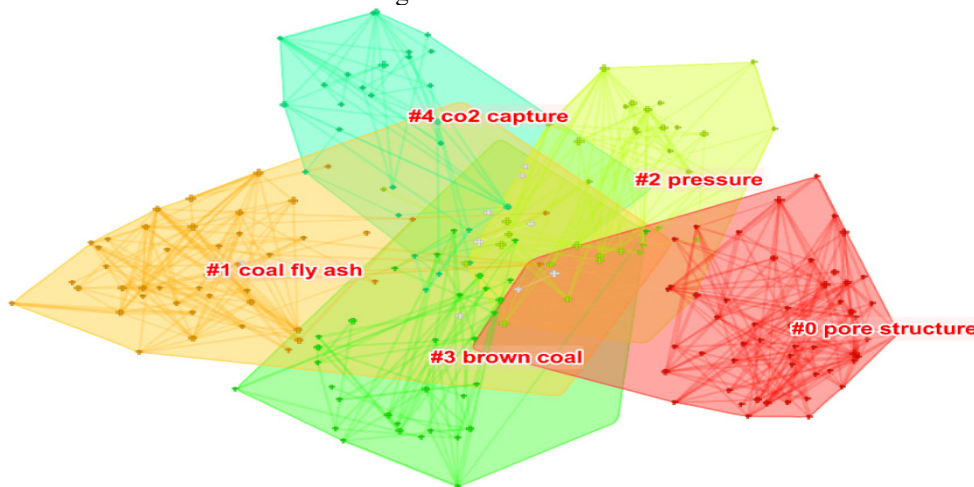 #4 co2 capture
#2 pressure
#1 coal fly ash
#0 pore structure
#3 brown coal